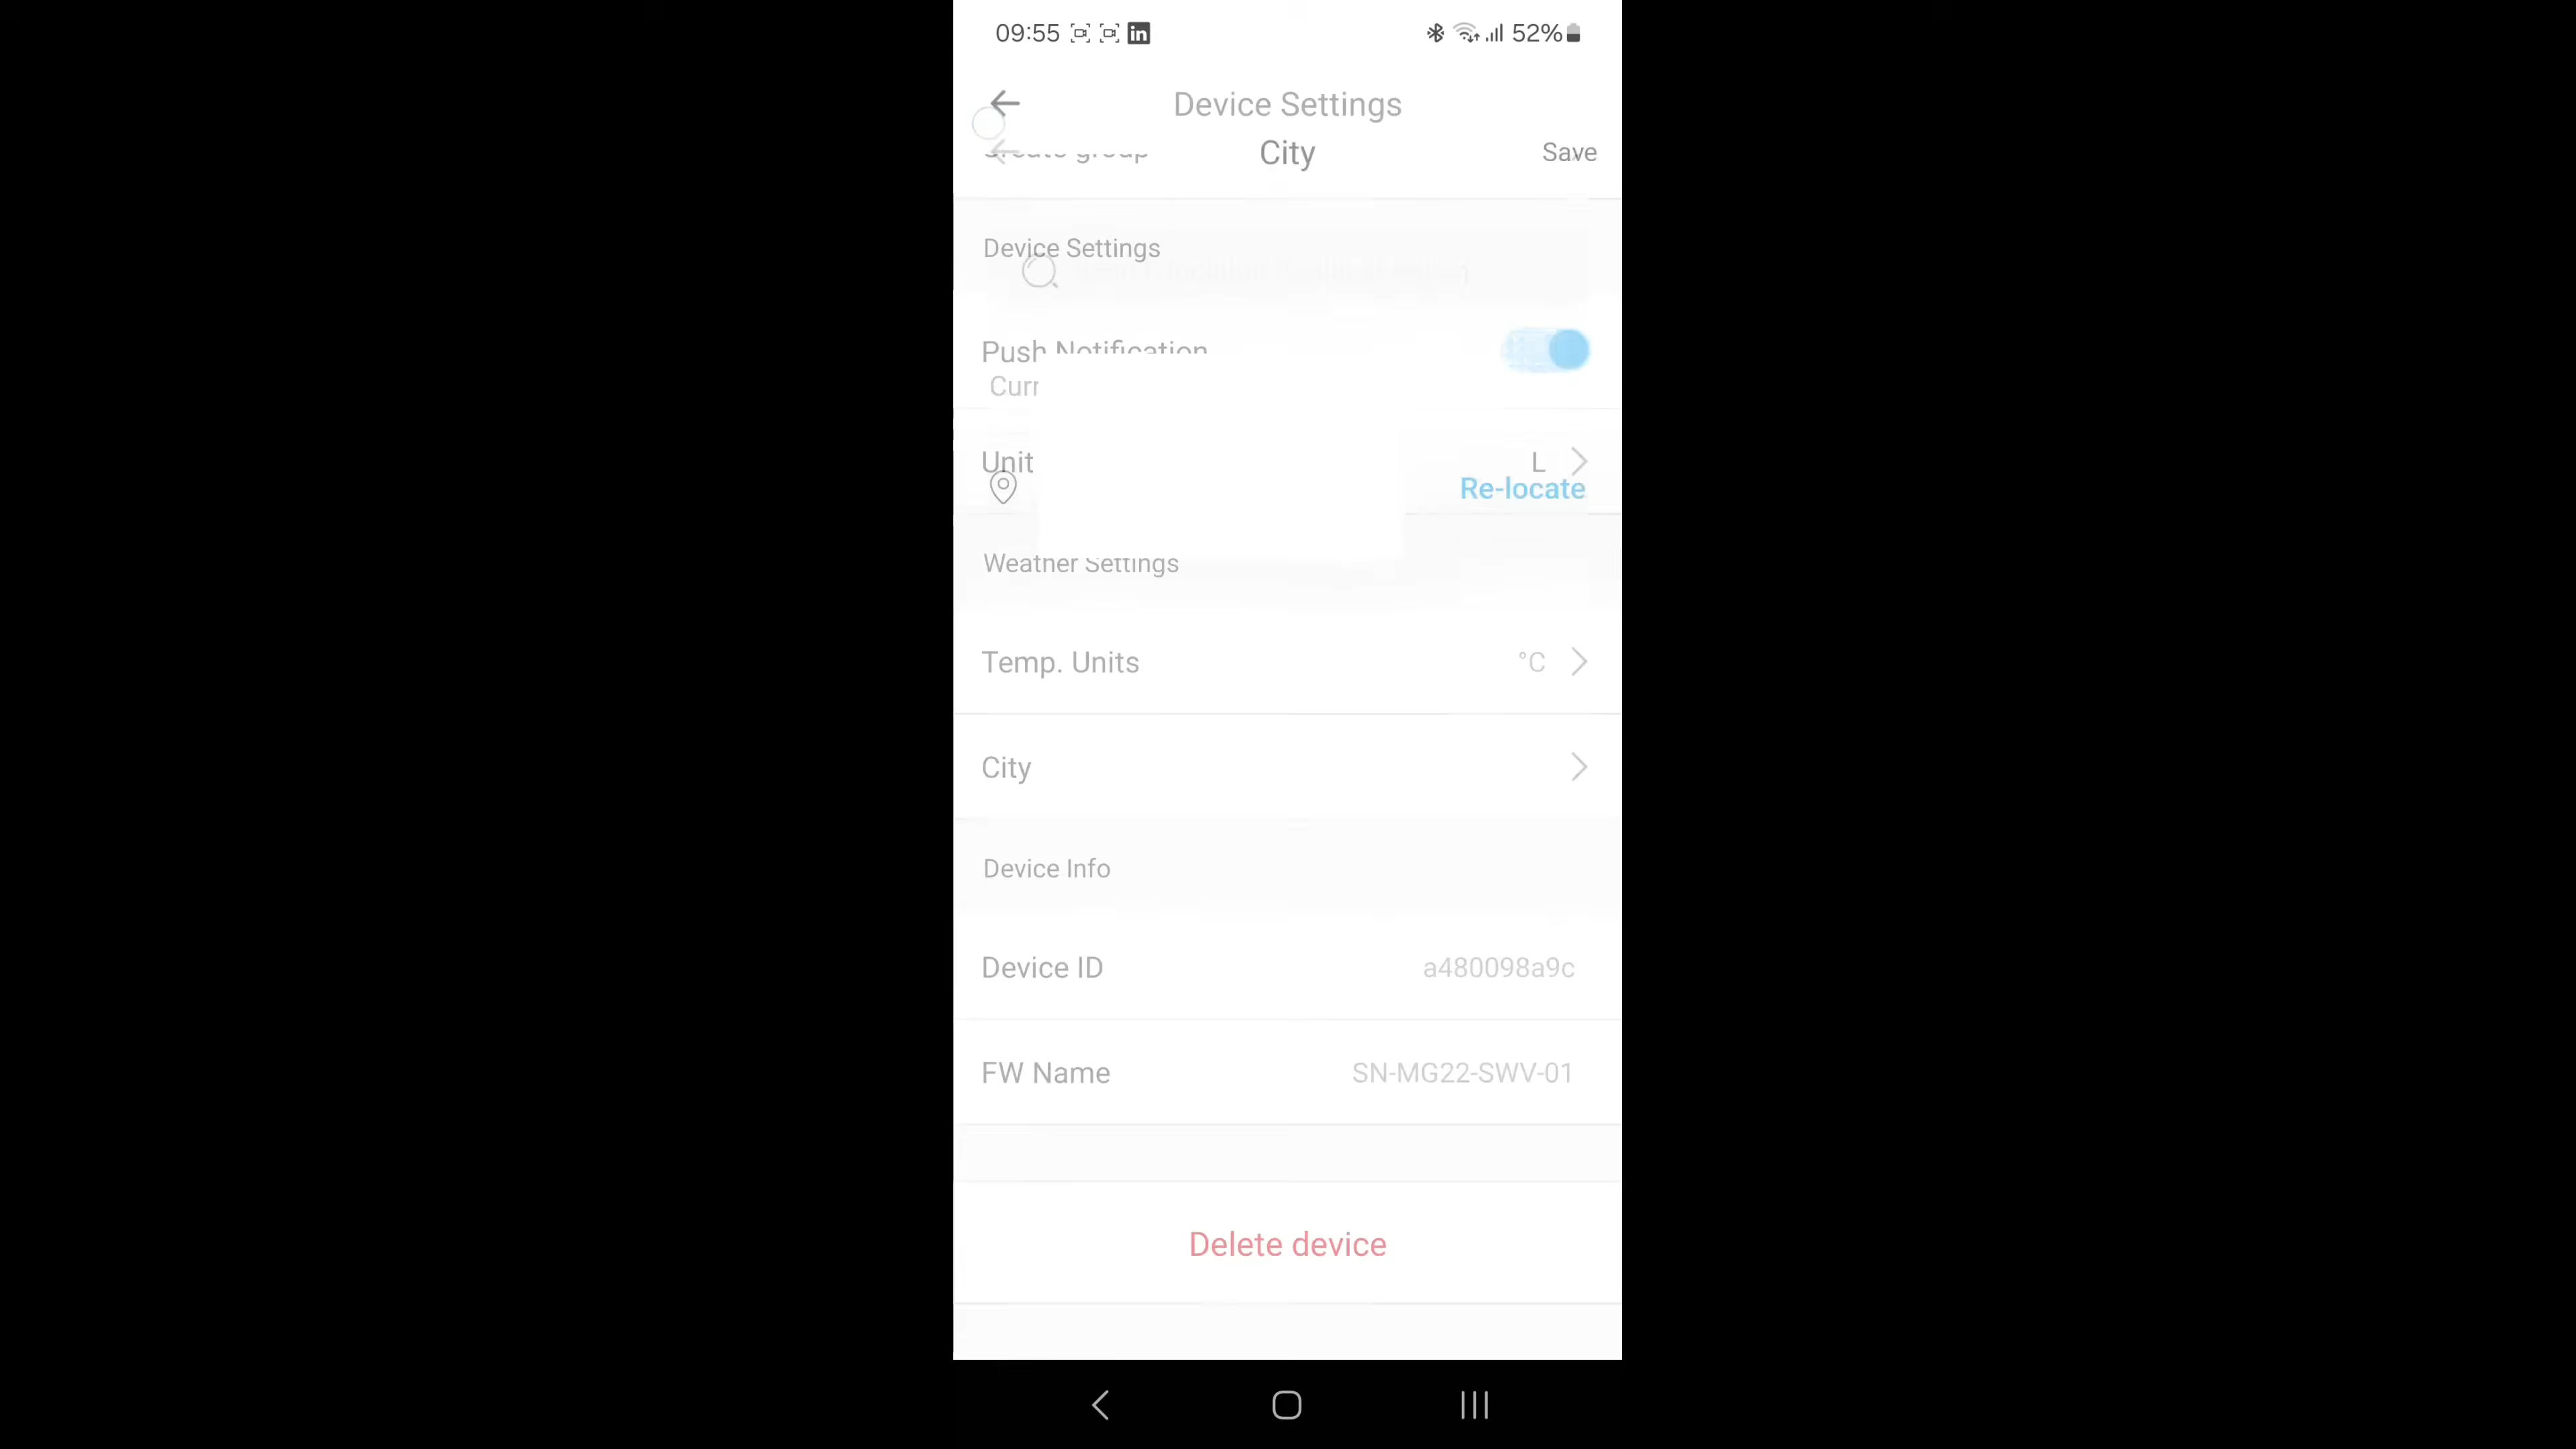 09:55 in 52%
Device Settings
City Save
Device Settings
Push Notification
Curr
Unit L
Re-locate
Weather Settings
Temp. Units °C
City
Device Info
Device ID a480098a9c
FW Name SN-MG22-SWV-01
Delete device